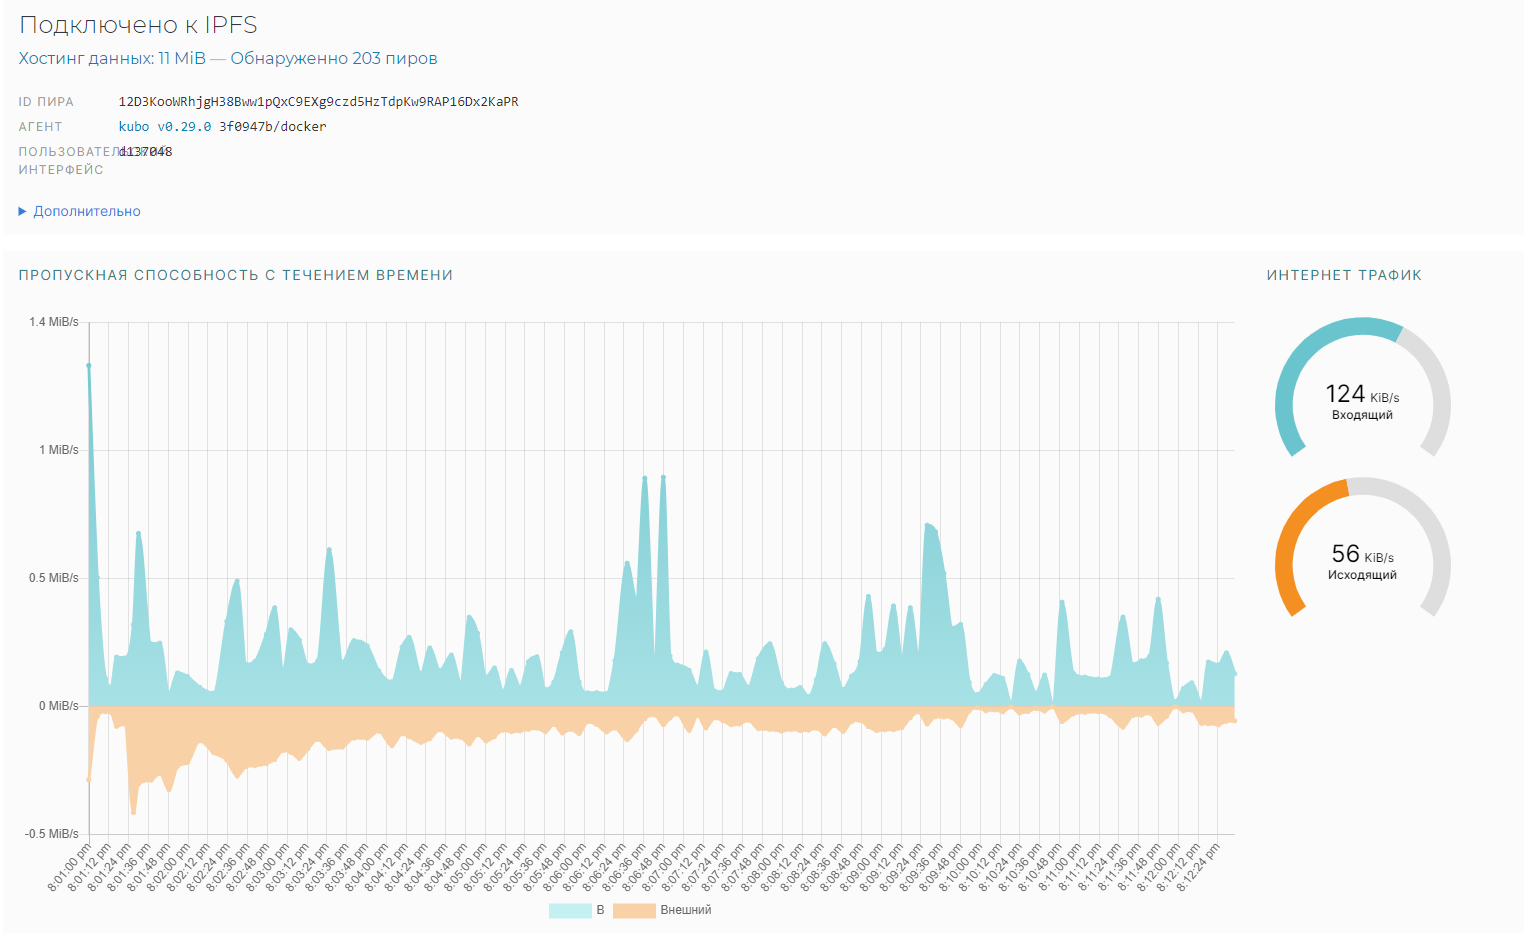 Подключено к IPFS
Хостинг данных: 11 MiB — Обнаруженно 203 пиров
ID ПИРА 12D3KooWRhjgH38Bww1pQxC9EXg9czd5HzTdpKw9RAP16Dx2KaPR
АГЕНТ kubo v0.29.0 3f0947b/docker
ПОЛЬЗОВАТЕЛЬСКИЙ d137048
ИНТЕРФЕЙС
Дополнительно
ПРОПУСКНАЯ СПОСОБНОСТЬ С ТЕЧЕНИЕМ ВРЕМЕНИ
1.4 MiB/s
1 MiB/s
0.5 MiB/s
0 MiB/s
-0.5 MiB/s
8:01:00 pm
8:01:12 pm
8:01:24 pm
8:01:36 pm
8:01:48 pm
8:02:00 pm
8:02:12 pm
8:02:24 pm
8:02:36 pm
8:02:48 pm
8:03:00 pm
8:03:12 pm
8:03:24 pm
8:03:36 pm
8:03:48 pm
8:04:00 pm
8:04:12 pm
8:04:24 pm
8:04:36 pm
8:04:48 pm
8:05:00 pm
8:05:12 pm
8:05:24 pm
8:05:36 pm
8:05:48 pm
8:06:00 pm
8:06:12 pm
8:06:24 pm
8:06:36 pm
8:06:48 pm
8:07:00 pm
8:07:12 pm
8:07:24 pm
8:07:36 pm
8:07:48 pm
8:08:00 pm
8:08:12 pm
8:08:24 pm
8:08:36 pm
8:08:48 pm
8:09:00 pm
8:09:12 pm
8:09:24 pm
8:09:36 pm
8:09:48 pm
8:10:00 pm
8:10:12 pm
8:10:24 pm
8:10:36 pm
8:10:48 pm
8:11:00 pm
8:11:12 pm
8:11:24 pm
8:11:36 pm
8:11:48 pm
8:12:00 pm
8:12:12 pm
8:12:24 pm
В Внешний
ИНТЕРНЕТ ТРАФИК
124 KiB/s
Входящий
56 KiB/s
Исходящий